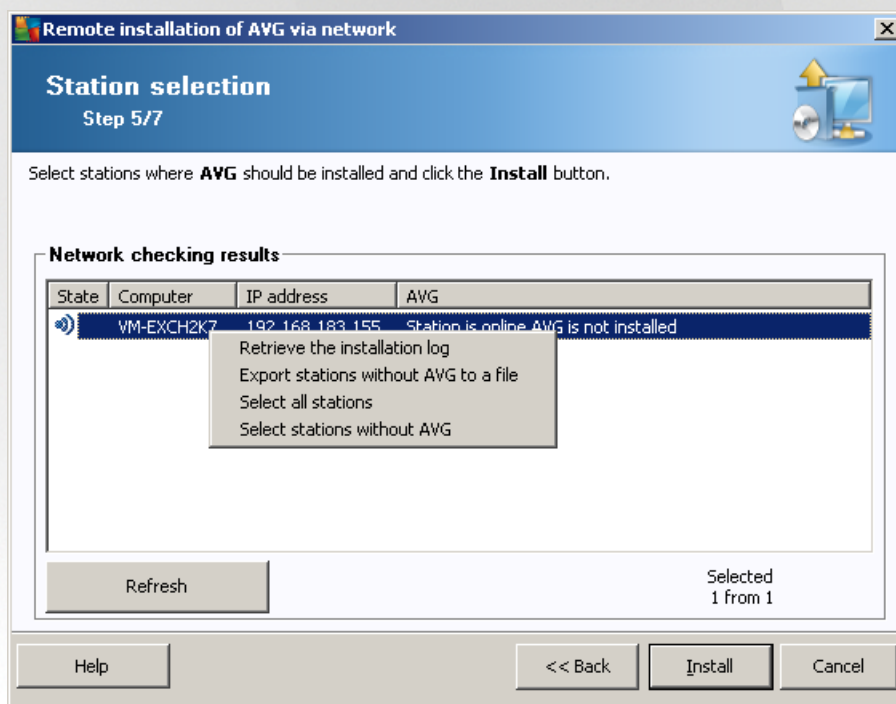 Remote installation of AVG via network
Station selection
Step 5/7
Select stations where AVG should be installed and click the Install button.
Network checking results
State Computer IP address AVG
VM-EXCH2K7 192.168.183.155 Station is online AVG is not installed
Retrieve the installation log
Export stations without AVG to a file
Select all stations
Select stations without AVG
Refresh
Selected
1 from 1
Help << Back Install Cancel